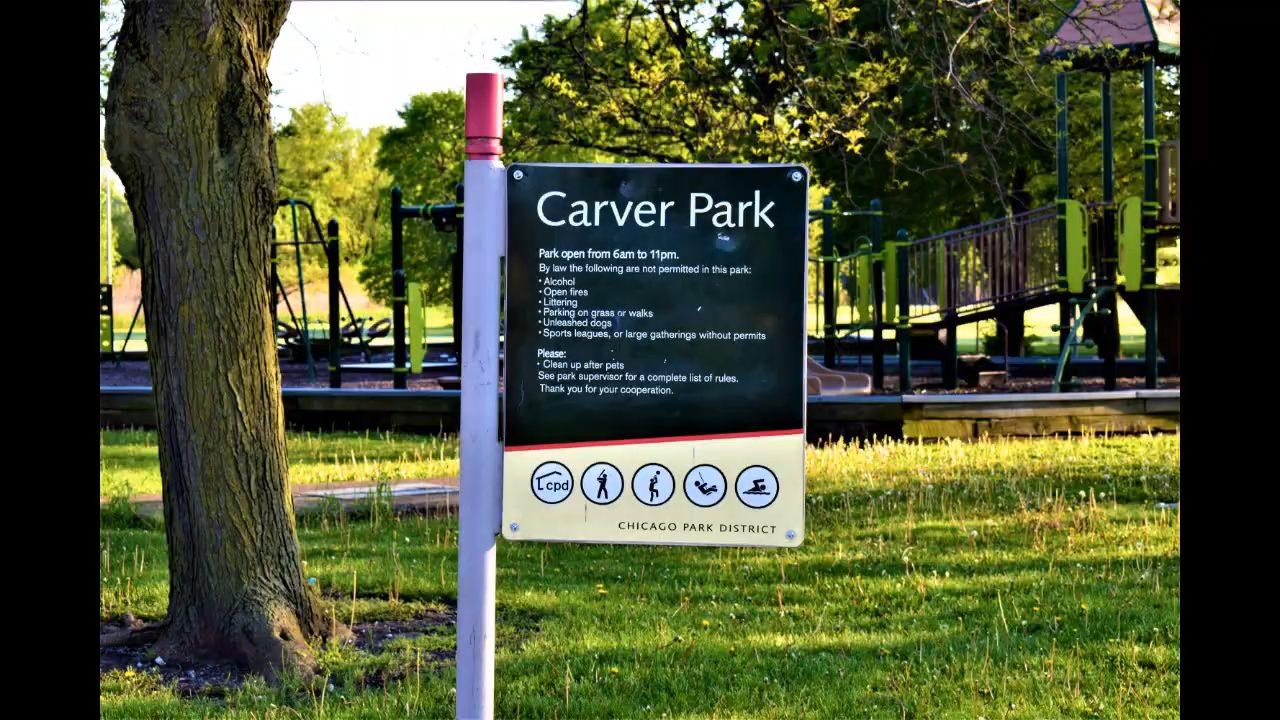 Carver Park
Park open from 6am to 11pm.
By law the following are not permitted in this park:
• Alcohol
• Open fires
• Littering
• Parking on grass or walks
• Unleashed dogs
• Sports leagues, or large gatherings without permits
Please:
• Clean up after pets
See park supervisor for a complete list of rules.
Thank you for your cooperation.
cpd
CHICAGO PARK DISTRICT